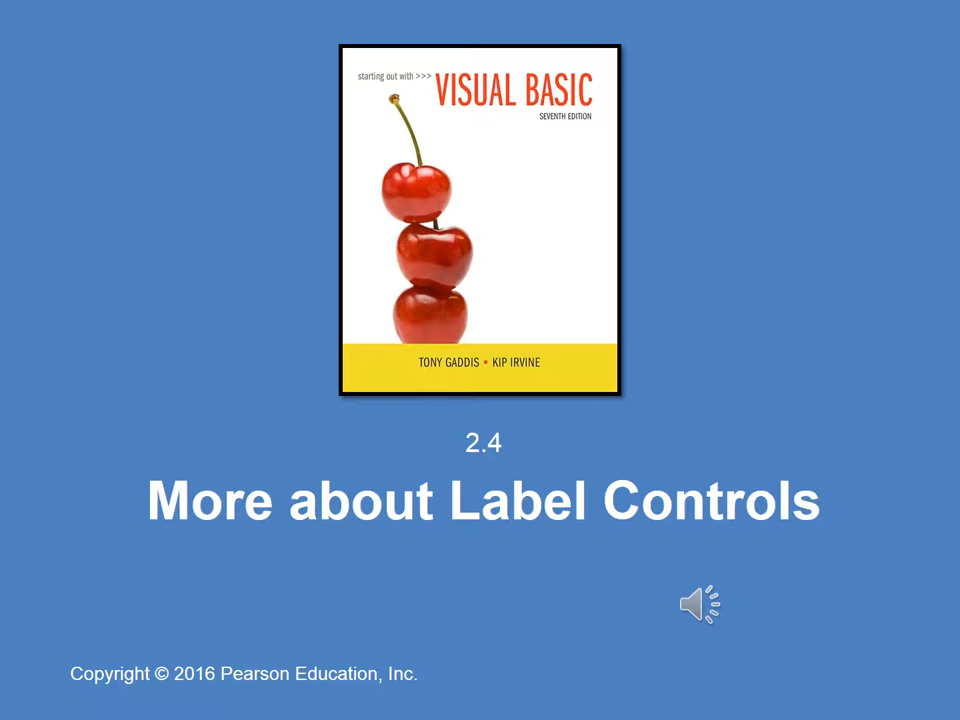 starting out with >>> VISUAL BASIC
SEVENTH EDITION
TONY GADDIS • KIP IRVINE
2.4
More about Label Controls
Copyright © 2016 Pearson Education, Inc.